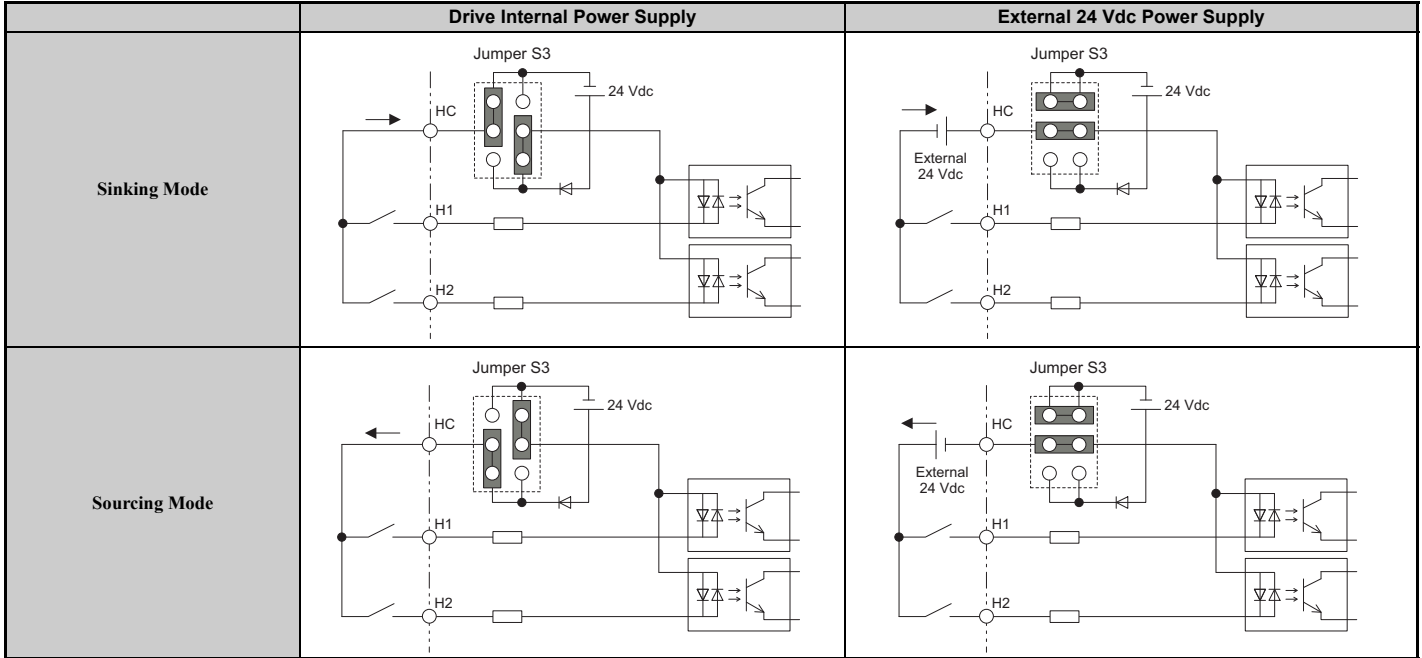 Drive Internal Power Supply
External 24 Vdc Power Supply
Sinking Mode
Jumper S3
24 Vdc
HC
H1
H2
Jumper S3
24 Vdc
HC
External
24 Vdc
H1
H2
Sourcing Mode
Jumper S3
24 Vdc
HC
H1
H2
Jumper S3
24 Vdc
HC
External
24 Vdc
H1
H2